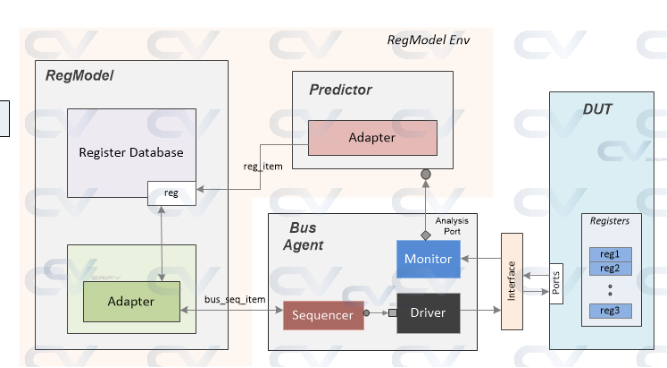 RegModel Env
RegModel
Predictor
DUT
Adapter
Register Database
reg_item
reg
Registers
Analysis
Port
Bus
Agent
Monitor
Interface
Ports
reg1
reg2
reg3
Adapter
bus_seq_item
Sequencer
Driver